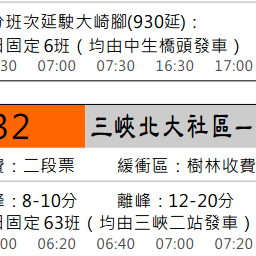 分班次延駛大崎腳(930延)：
日固定 6班（均由中生橋頭發車）
30 07:00 07:30 16:30 17:00
32 三峽北大社區一
費：二段票 緩衝區：樹林收費
峰：8-10分 離峰：12-20分
日固定 63班（均由三峽二站發車）
00 06:20 06:40 07:00 07:20